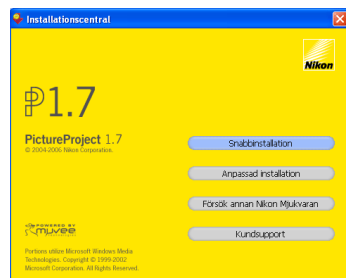 Installationscentral
Nikon
P1.7
PictureProject 1.7
© 2004-2006 Nikon Corporation.
Snabbinstallation
Anpassad installation
Försök annan Nikon Mjukvaran
Kundsupport
POWERED BY
muvee
Portions utilize Microsoft Windows Media
Technologies. Copyright © 1999-2002
Microsoft Corporation. All Rights Reserved.